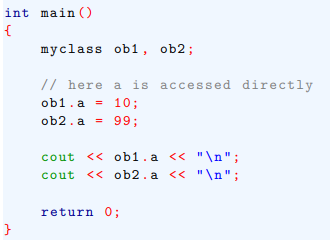 int main()
{
    myclass ob1, ob2;

    // here a is accessed directly
    ob1.a = 10;
    ob2.a = 99;

    cout << ob1.a << "\n";
    cout << ob2.a << "\n";

    return 0;
}